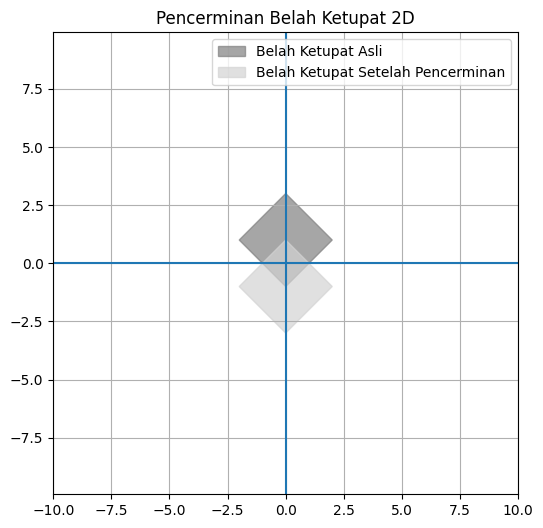 Pencerminan Belah Ketupat 2D
Belah Ketupat Asli
Belah Ketupat Setelah Pencerminan
7.5
5.0
2.5
0.0
−2.5
−5.0
−7.5
−10.0 −7.5 −5.0 −2.5 0.0 2.5 5.0 7.5 10.0